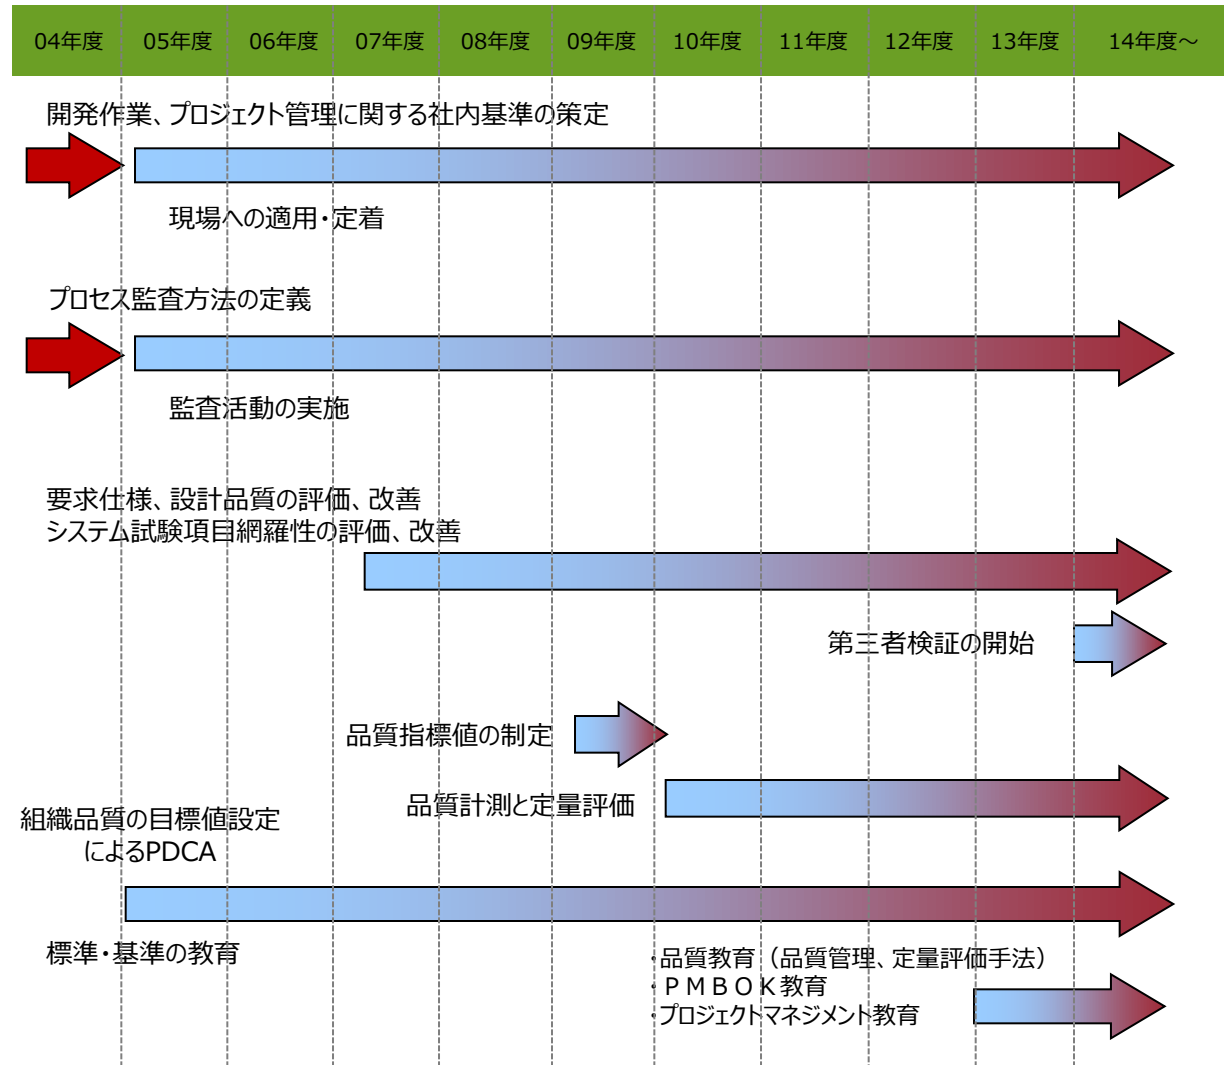 04年度 05年度 06年度 07年度 08年度 09年度 10年度 11年度 12年度 13年度 14年度～
開発作業、プロジェクト管理に関する社内基準の策定
現場への適用・定着
プロセス監査方法の定義
監査活動の実施
要求仕様、設計品質の評価、改善
システム試験項目網羅性の評価、改善
第三者検証の開始
品質指標値の制定
品質計測と定量評価
組織品質の目標値設定
によるPDCA
標準・基準の教育
・品質教育（品質管理、定量評価手法）
・ＰＭＢＯＫ教育
・プロジェクトマネジメント教育